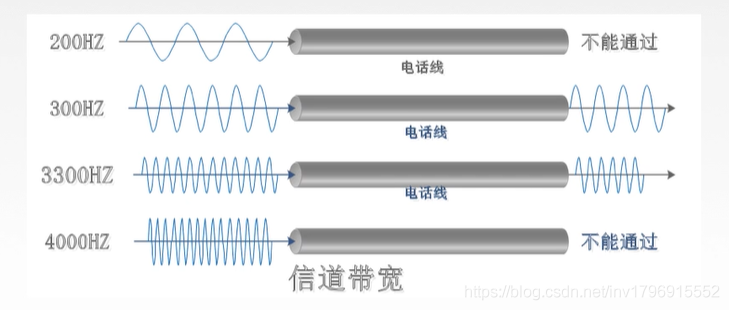 200HZ 不能通过
电话线
300HZ
电话线
3300HZ
电话线
4000HZ 不能通过
信道带宽
https://blog.csdn.net/inv1796915552